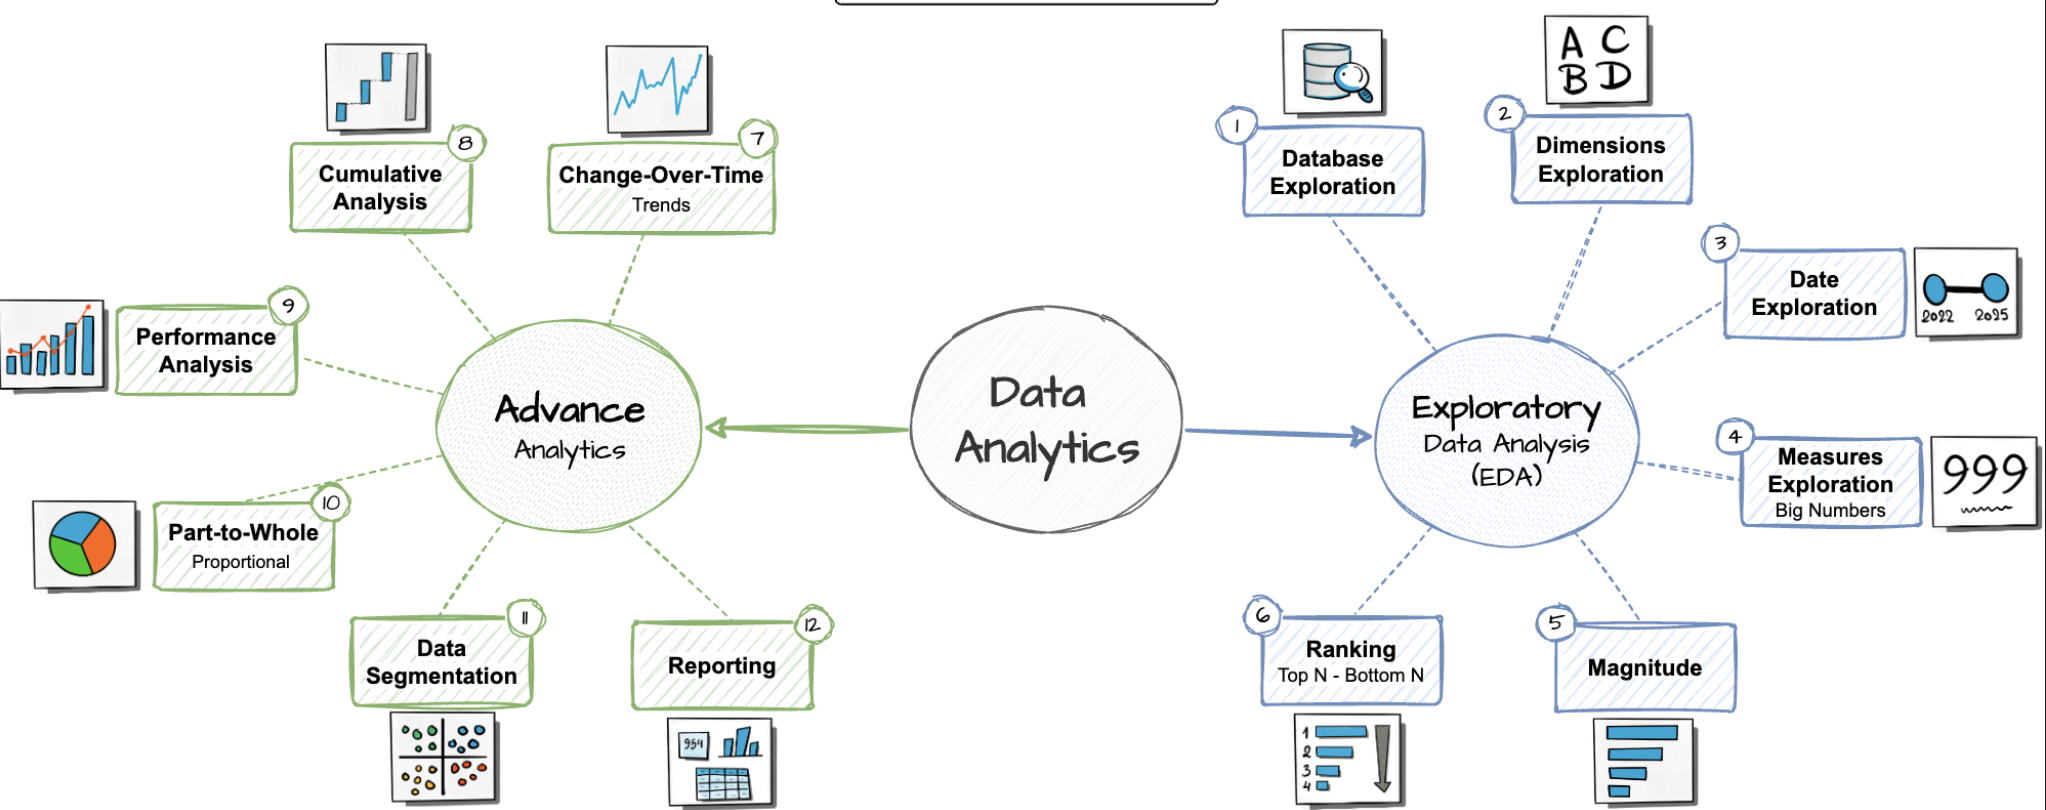 Data
Analytics
Exploratory
Data Analysis
(EDA)
1
Database
Exploration
2
A C
B D
Dimensions
Exploration
3
Date
Exploration
2022 2025
4
Measures
Exploration
Big Numbers
999
5
Magnitude
6
Ranking
Top N - Bottom N
1
2
3
4
Advance
Analytics
7
Change-Over-Time
Trends
8
Cumulative
Analysis
9
Performance
Analysis
10
Part-to-Whole
Proportional
11
Data
Segmentation
12
Reporting
954